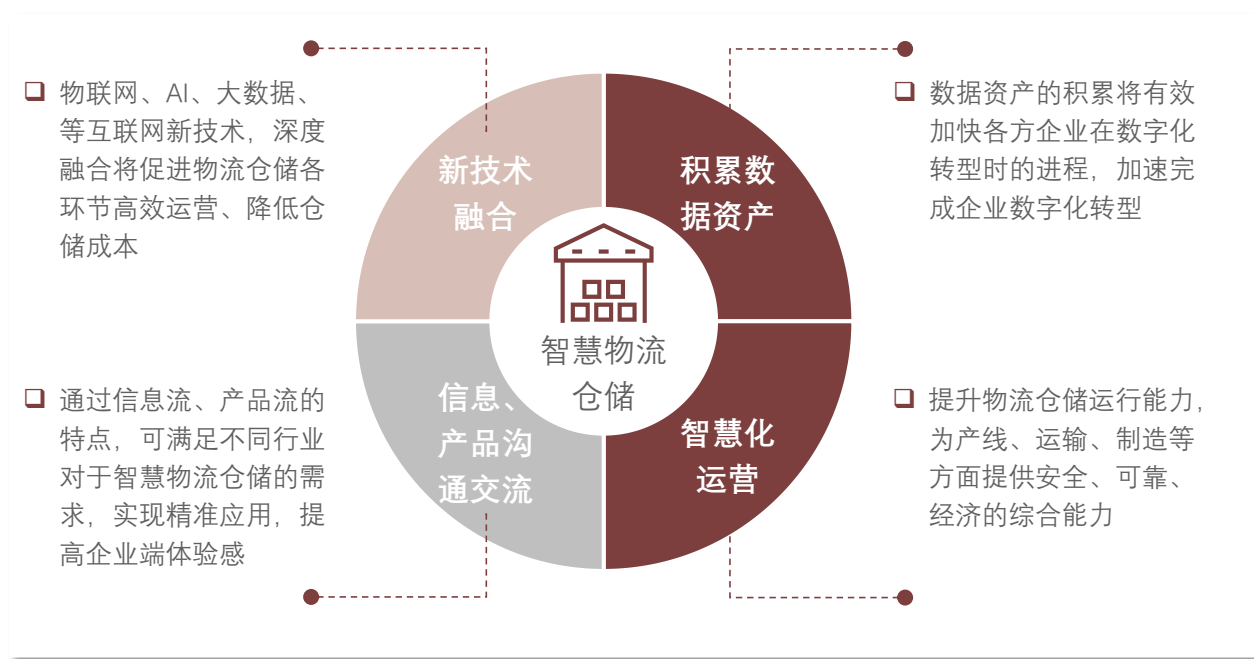 物联网、AI、大数据、
等互联网新技术，深度
融合将促进物流仓储各
环节高效运营、降低仓
储成本
新技术
融合
积累数
据资产
数据资产的积累将有效
加快各方企业在数字化
转型时的进程，加速完
成企业数字化转型
智慧物流
仓储
通过信息流、产品流的
特点，可满足不同行业
对于智慧物流仓储的需
求，实现精准应用，提
高企业端体验感
信息、
产品沟
通交流
智慧化
运营
提升物流仓储运行能力，
为产线、运输、制造等
方面提供安全、可靠、
经济的综合能力